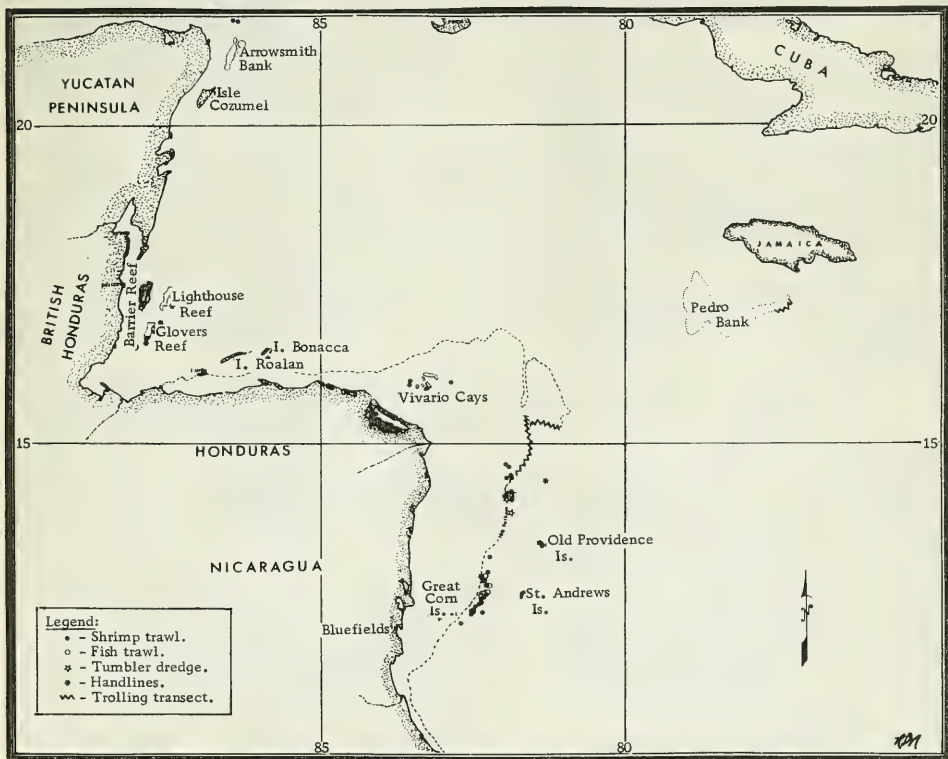 85
80
Arrowsmith
Bank
CUBA
YUCATAN
PENINSULA
Isle
Cozumel
20
20
JAMAICA
BRITISH
HONDURAS
Barrier Reef
Lighthouse
Reef
Glovers
Reef
Pedro
Bank
I. Bonacca
I. Roalan
Vivario Cays
15
15
HONDURAS
Old Providence
Is.
NICARAGUA
Great
Corn
Is.
St. Andrews
Is.
Bluefields
N
Legend:
- Shrimp trawl.
- Fish trawl.
- Tumbler dredge.
- Handlines.
- Trolling transect.
85
80